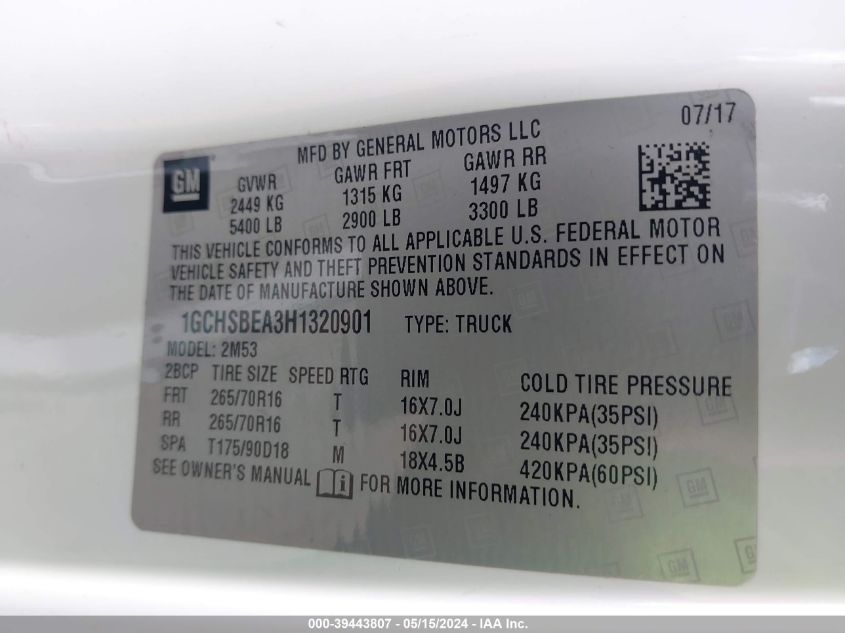 07/17
MFD BY GENERAL MOTORS LLC
GM
GVWR GAWR FRT GAWR RR
2449 KG 1315 KG 1497 KG
5400 LB 2900 LB 3300 LB
THIS VEHICLE CONFORMS TO ALL APPLICABLE U.S. FEDERAL MOTOR
VEHICLE SAFETY AND THEFT PREVENTION STANDARDS IN EFFECT ON
THE DATE OF MANUFACTURE SHOWN ABOVE.
1GCHSBEA3H1320901 TYPE: TRUCK
MODEL: 2M53
2BCP TIRE SIZE SPEED RTG RIM COLD TIRE PRESSURE
FRT 265/70R16 T 16X7.0J 240KPA(35PSI)
RR 265/70R16 T 16X7.0J 240KPA(35PSI)
SPA T175/90D18 M 18X4.5B 420KPA(60PSI)
SEE OWNER'S MANUAL i FOR MORE INFORMATION.
000-39443807 - 05/15/2024 - IAA Inc.